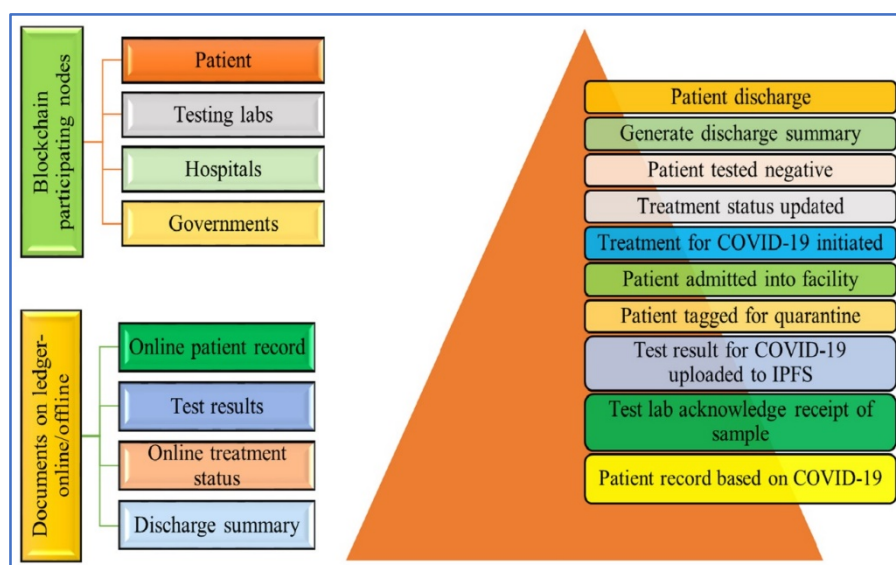 Blockchain
participating nodes
Patient
Testing labs
Hospitals
Governments
Documents on ledger-
online/offline
Online patient record
Test results
Online treatment
status
Discharge summary
Patient discharge
Generate discharge summary
Patient tested negative
Treatment status updated
Treatment for COVID-19 initiated
Patient admitted into facility
Patient tagged for quarantine
Test result for COVID-19
uploaded to IPFS
Test lab acknowledge receipt of
sample
Patient record based on COVID-19